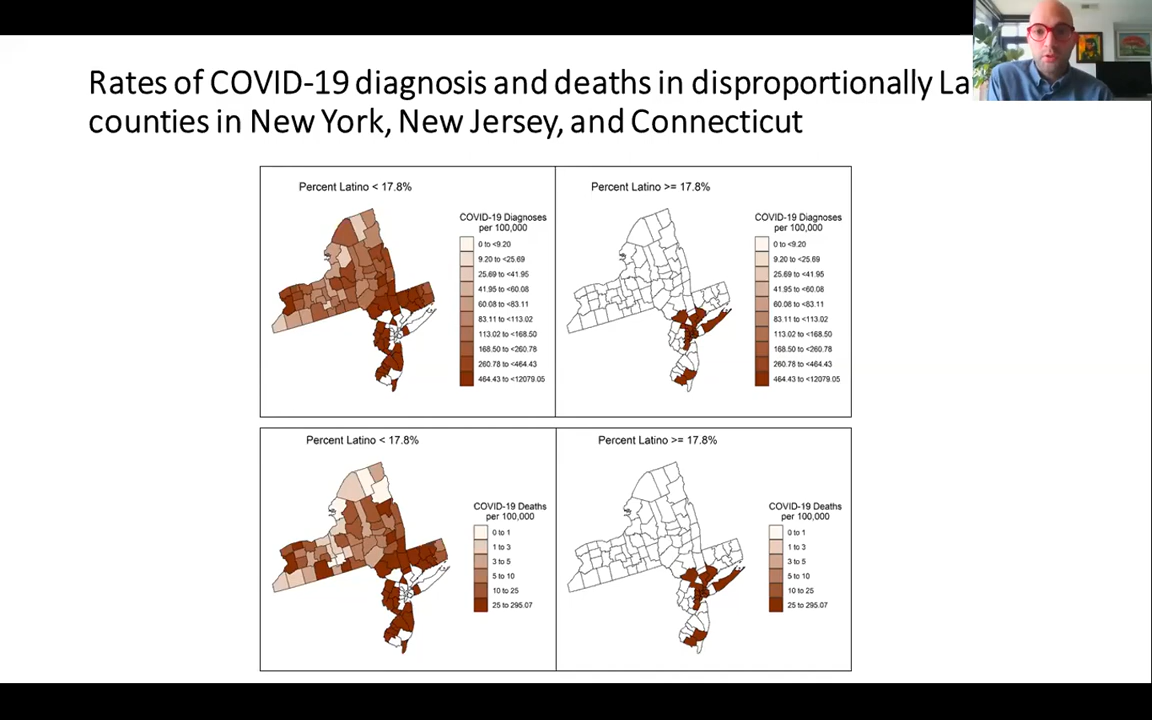 Rates of COVID-19 diagnosis and deaths in disproportionally
counties in New York, New Jersey, and Connecticut
Percent Latino < 17.8%
COVID-19 Diagnoses
per 100,000
0 to <9.20
9.20 to <25.69
25.69 to <41.95
41.95 to <60.08
60.08 to <83.11
83.11 to <113.02
113.02 to <168.50
168.50 to <260.78
260.78 to <464.43
464.43 to <12079.05
Percent Latino >= 17.8%
COVID-19 Diagnoses
per 100,000
0 to <9.20
9.20 to <25.69
25.69 to <41.95
41.95 to <60.08
60.08 to <83.11
83.11 to <113.02
113.02 to <168.50
168.50 to <260.78
260.78 to <464.43
464.43 to <12079.05
Percent Latino < 17.8%
COVID-19 Deaths
per 100,000
0 to 1
1 to 3
3 to 5
5 to 10
10 to 25
25 to 295.07
Percent Latino >= 17.8%
COVID-19 Deaths
per 100,000
0 to 1
1 to 3
3 to 5
5 to 10
10 to 25
25 to 295.07